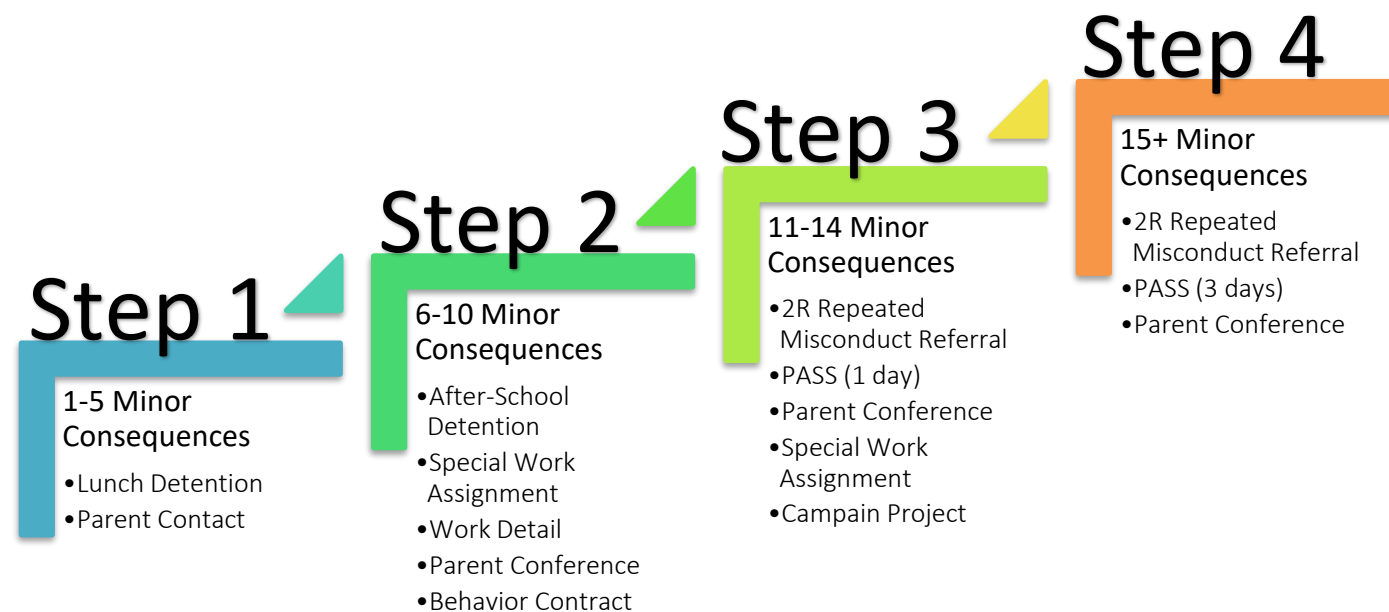 Step 1
1-5 Minor
Consequences
•Lunch Detention
•Parent Contact
Step 2
6-10 Minor
Consequences
•After-School
Detention
•Special Work
Assignment
•Work Detail
•Parent Conference
•Behavior Contract
Step 3
11-14 Minor
Consequences
•2R Repeated
Misconduct Referral
•PASS (1 day)
•Parent Conference
•Special Work
Assignment
•Campain Project
Step 4
15+ Minor
Consequences
•2R Repeated
Misconduct Referral
•PASS (3 days)
•Parent Conference